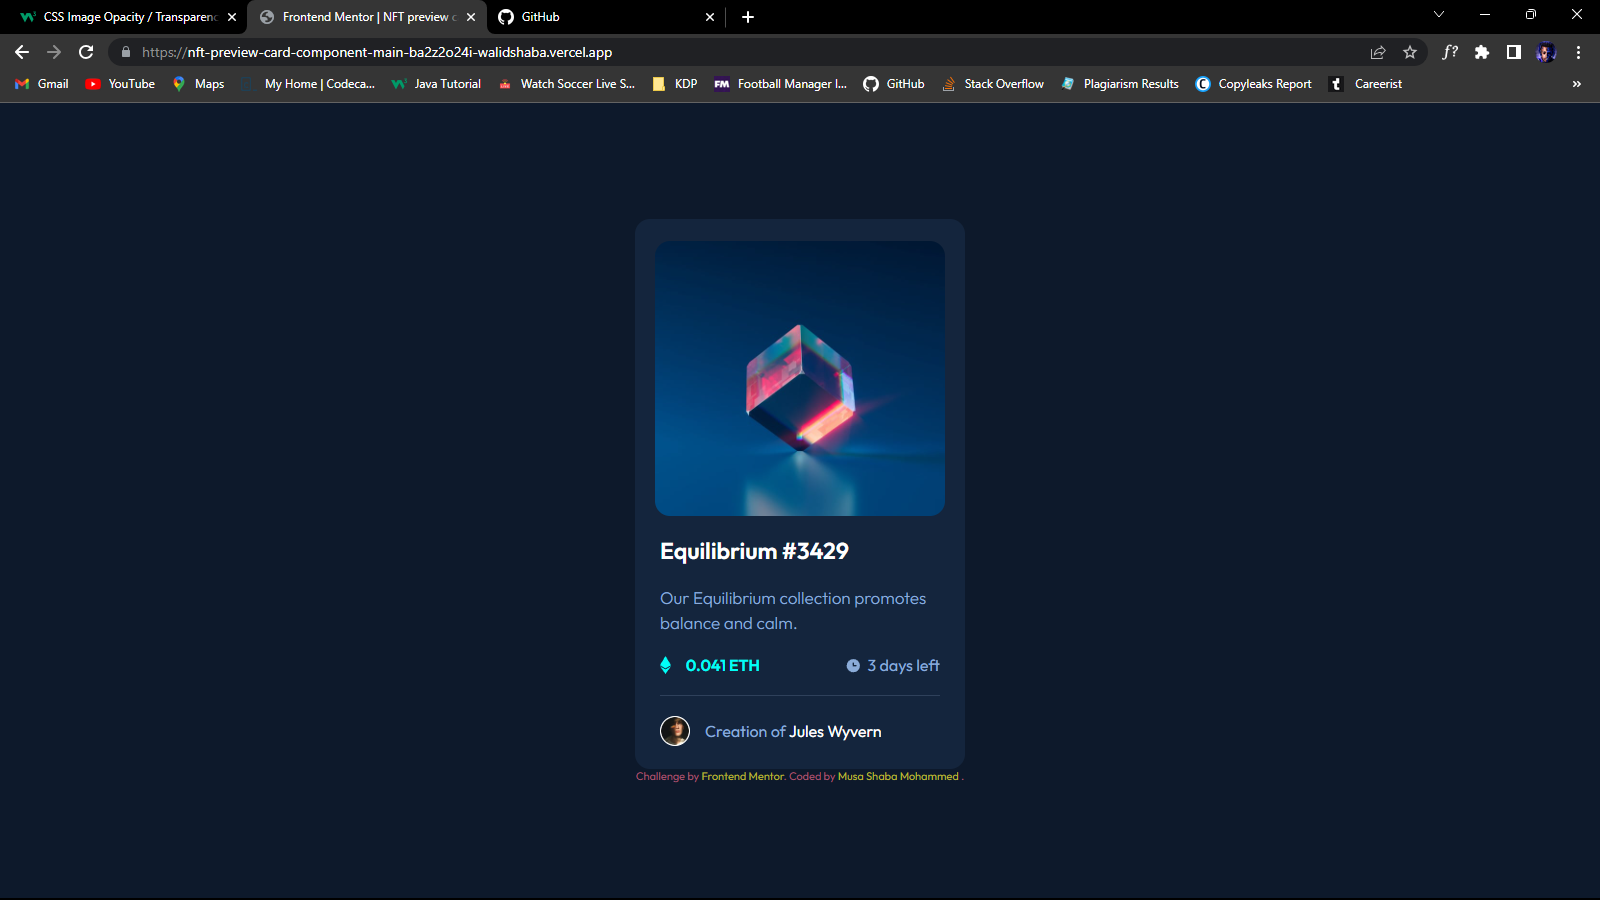 CSS Image Opacity / Transparenc
Frontend Mentor | NFT preview c
GitHub
https://nft-preview-card-component-main-ba2z2o24i-walidshaba.vercel.app
f?
Gmail
YouTube
Maps
My Home | Codeca...
Java Tutorial
Watch Soccer Live S...
KDP
FM
Football Manager I...
GitHub
Stack Overflow
Plagiarism Results
C
Copyleaks Report
t
Careerist
»
Equilibrium #3429
Our Equilibrium collection promotes
balance and calm.
0.041 ETH
3 days left
Creation of Jules Wyvern
Challenge by Frontend Mentor. Coded by Musa Shaba Mohammed .